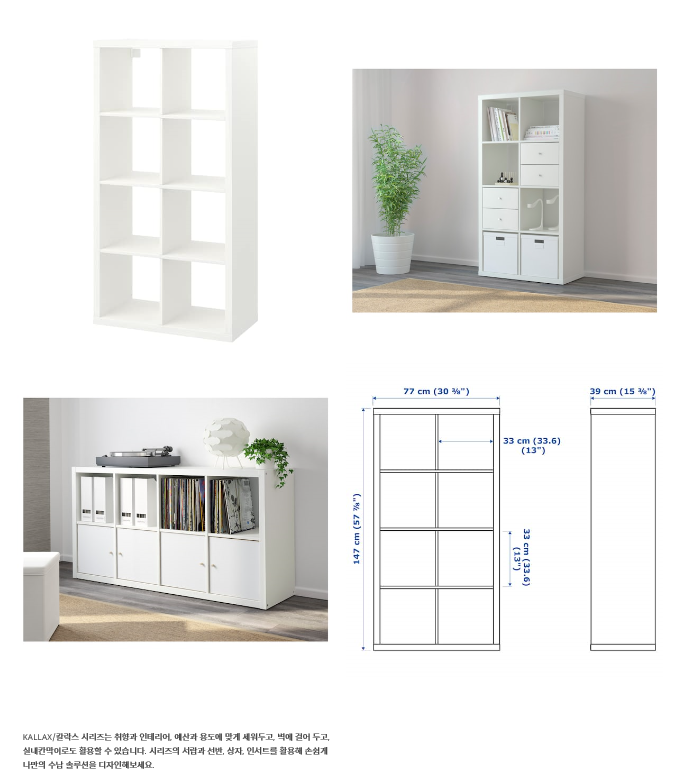 77 cm (30 ⅜")
39 cm (15 ⅜")
33 cm (33.6)
(13")
147 cm (57 ⅞")
33 cm (33.6)
(13")
KALLAX/칼락스 시리즈는 취향과 인테리어, 예산과 용도에 맞게 세워두고, 벽에 걸어 두고,
실내칸막이로도 활용할 수 있습니다. 시리즈의 서랍과 선반, 상자, 인서트를 활용해 손쉽게
나만의 수납 솔루션을 디자인해보세요.